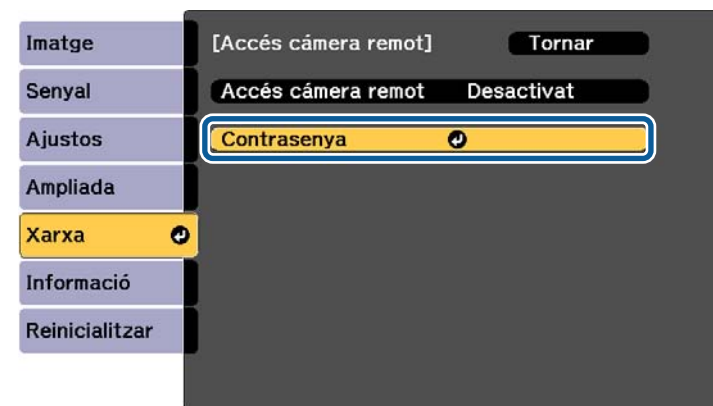 Imatge
Senyal
Ajustos
Ampliada
Xarxa
Informació
Reinicialitzar
[Accés cámera remot] Tornar
Accés cámera remot Desactivat
Contrasenya